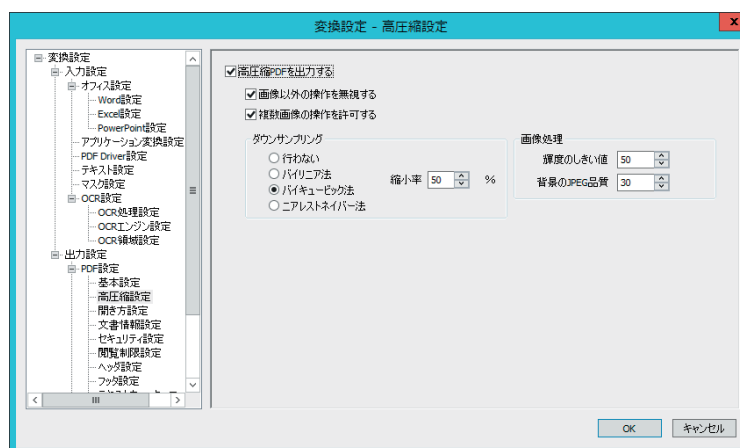 変換設定 - 高圧縮設定
x
変換設定
入力設定
オフィス設定
Word設定
Excel設定
PowerPoint設定
アプリケーション変換設定
PDF Driver設定
テキスト設定
マスク設定
OCR設定
OCR処理設定
OCRエンジン設定
OCR領域設定
出力設定
PDF設定
基本設定
高圧縮設定
開き方設定
文書情報設定
セキュリティ設定
閲覧制限設定
ヘッダ設定
フッタ設定
高圧縮PDFを出力する
画像以外の操作を無視する
複数画像の操作を許可する
ダウンサンプリング
行わない
バイリニア法
バイキュービック法
ニアレストネイバー法
縮小率 50 %
画像処理
輝度のしきい値 50
背景のJPEG品質 30
OK キャンセル